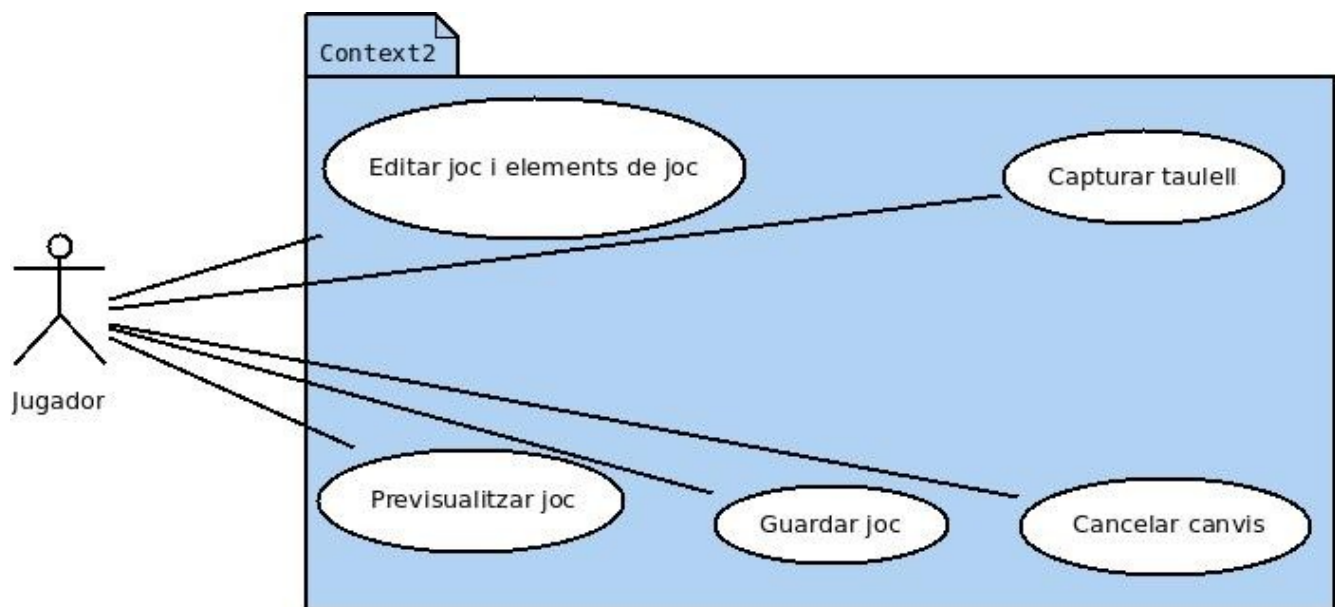 Context2
Editar joc i elements de joc
Capturar taulell
Jugador
Previsualitzar joc
Guardar joc
Cancelar canvis